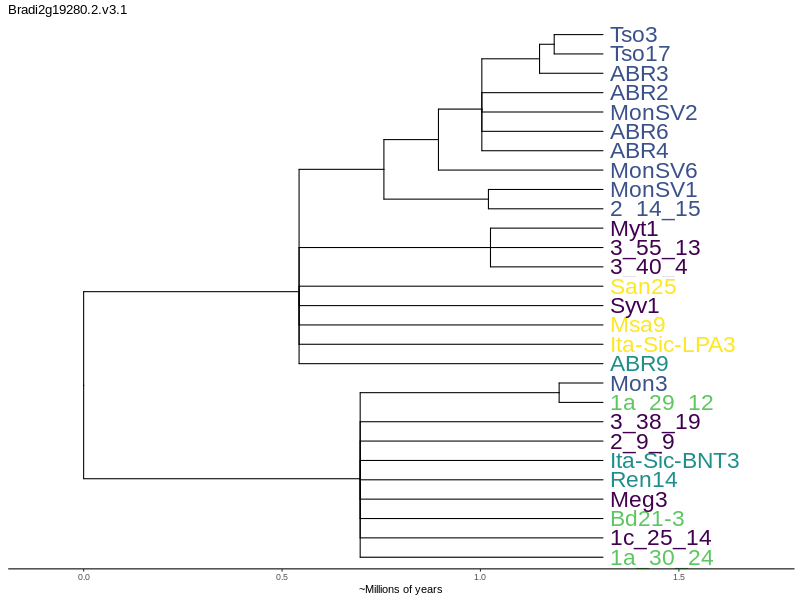 Bradi2g19280.2.v3.1
Tso3
Tso17
ABR3
ABR2
MonSV2
ABR6
ABR4
MonSV6
MonSV1
2_14_15
Myt1
3_55_13
3_40_4
San25
Syv1
Msa9
Ita-Sic-LPA3
ABR9
Mon3
1a_29_12
3_38_19
2_9_9
Ita-Sic-BNT3
Ren14
Meg3
Bd21-3
1c_25_14
1a_30_24
0.0 0.5 1.0 1.5
~Millions of years